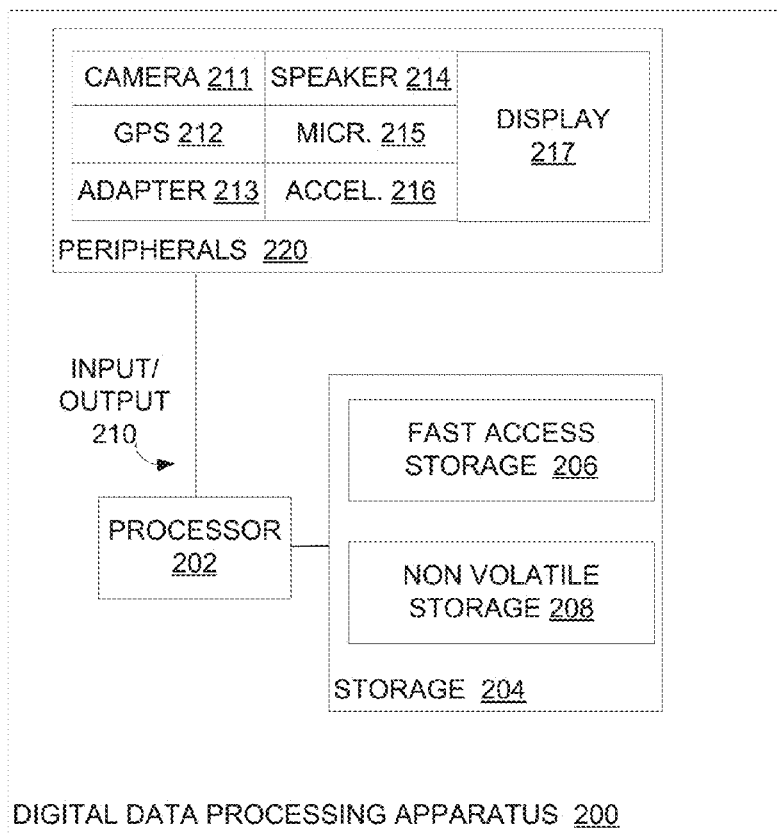 CAMERA 211
SPEAKER 214
GPS 212
MICR. 215
ADAPTER 213
ACCEL. 216
DISPLAY
217
PERIPHERALS 220
INPUT/
OUTPUT
210
FAST ACCESS
STORAGE 206
PROCESSOR
202
NON VOLATILE
STORAGE 208
STORAGE 204
DIGITAL DATA PROCESSING APPARATUS 200